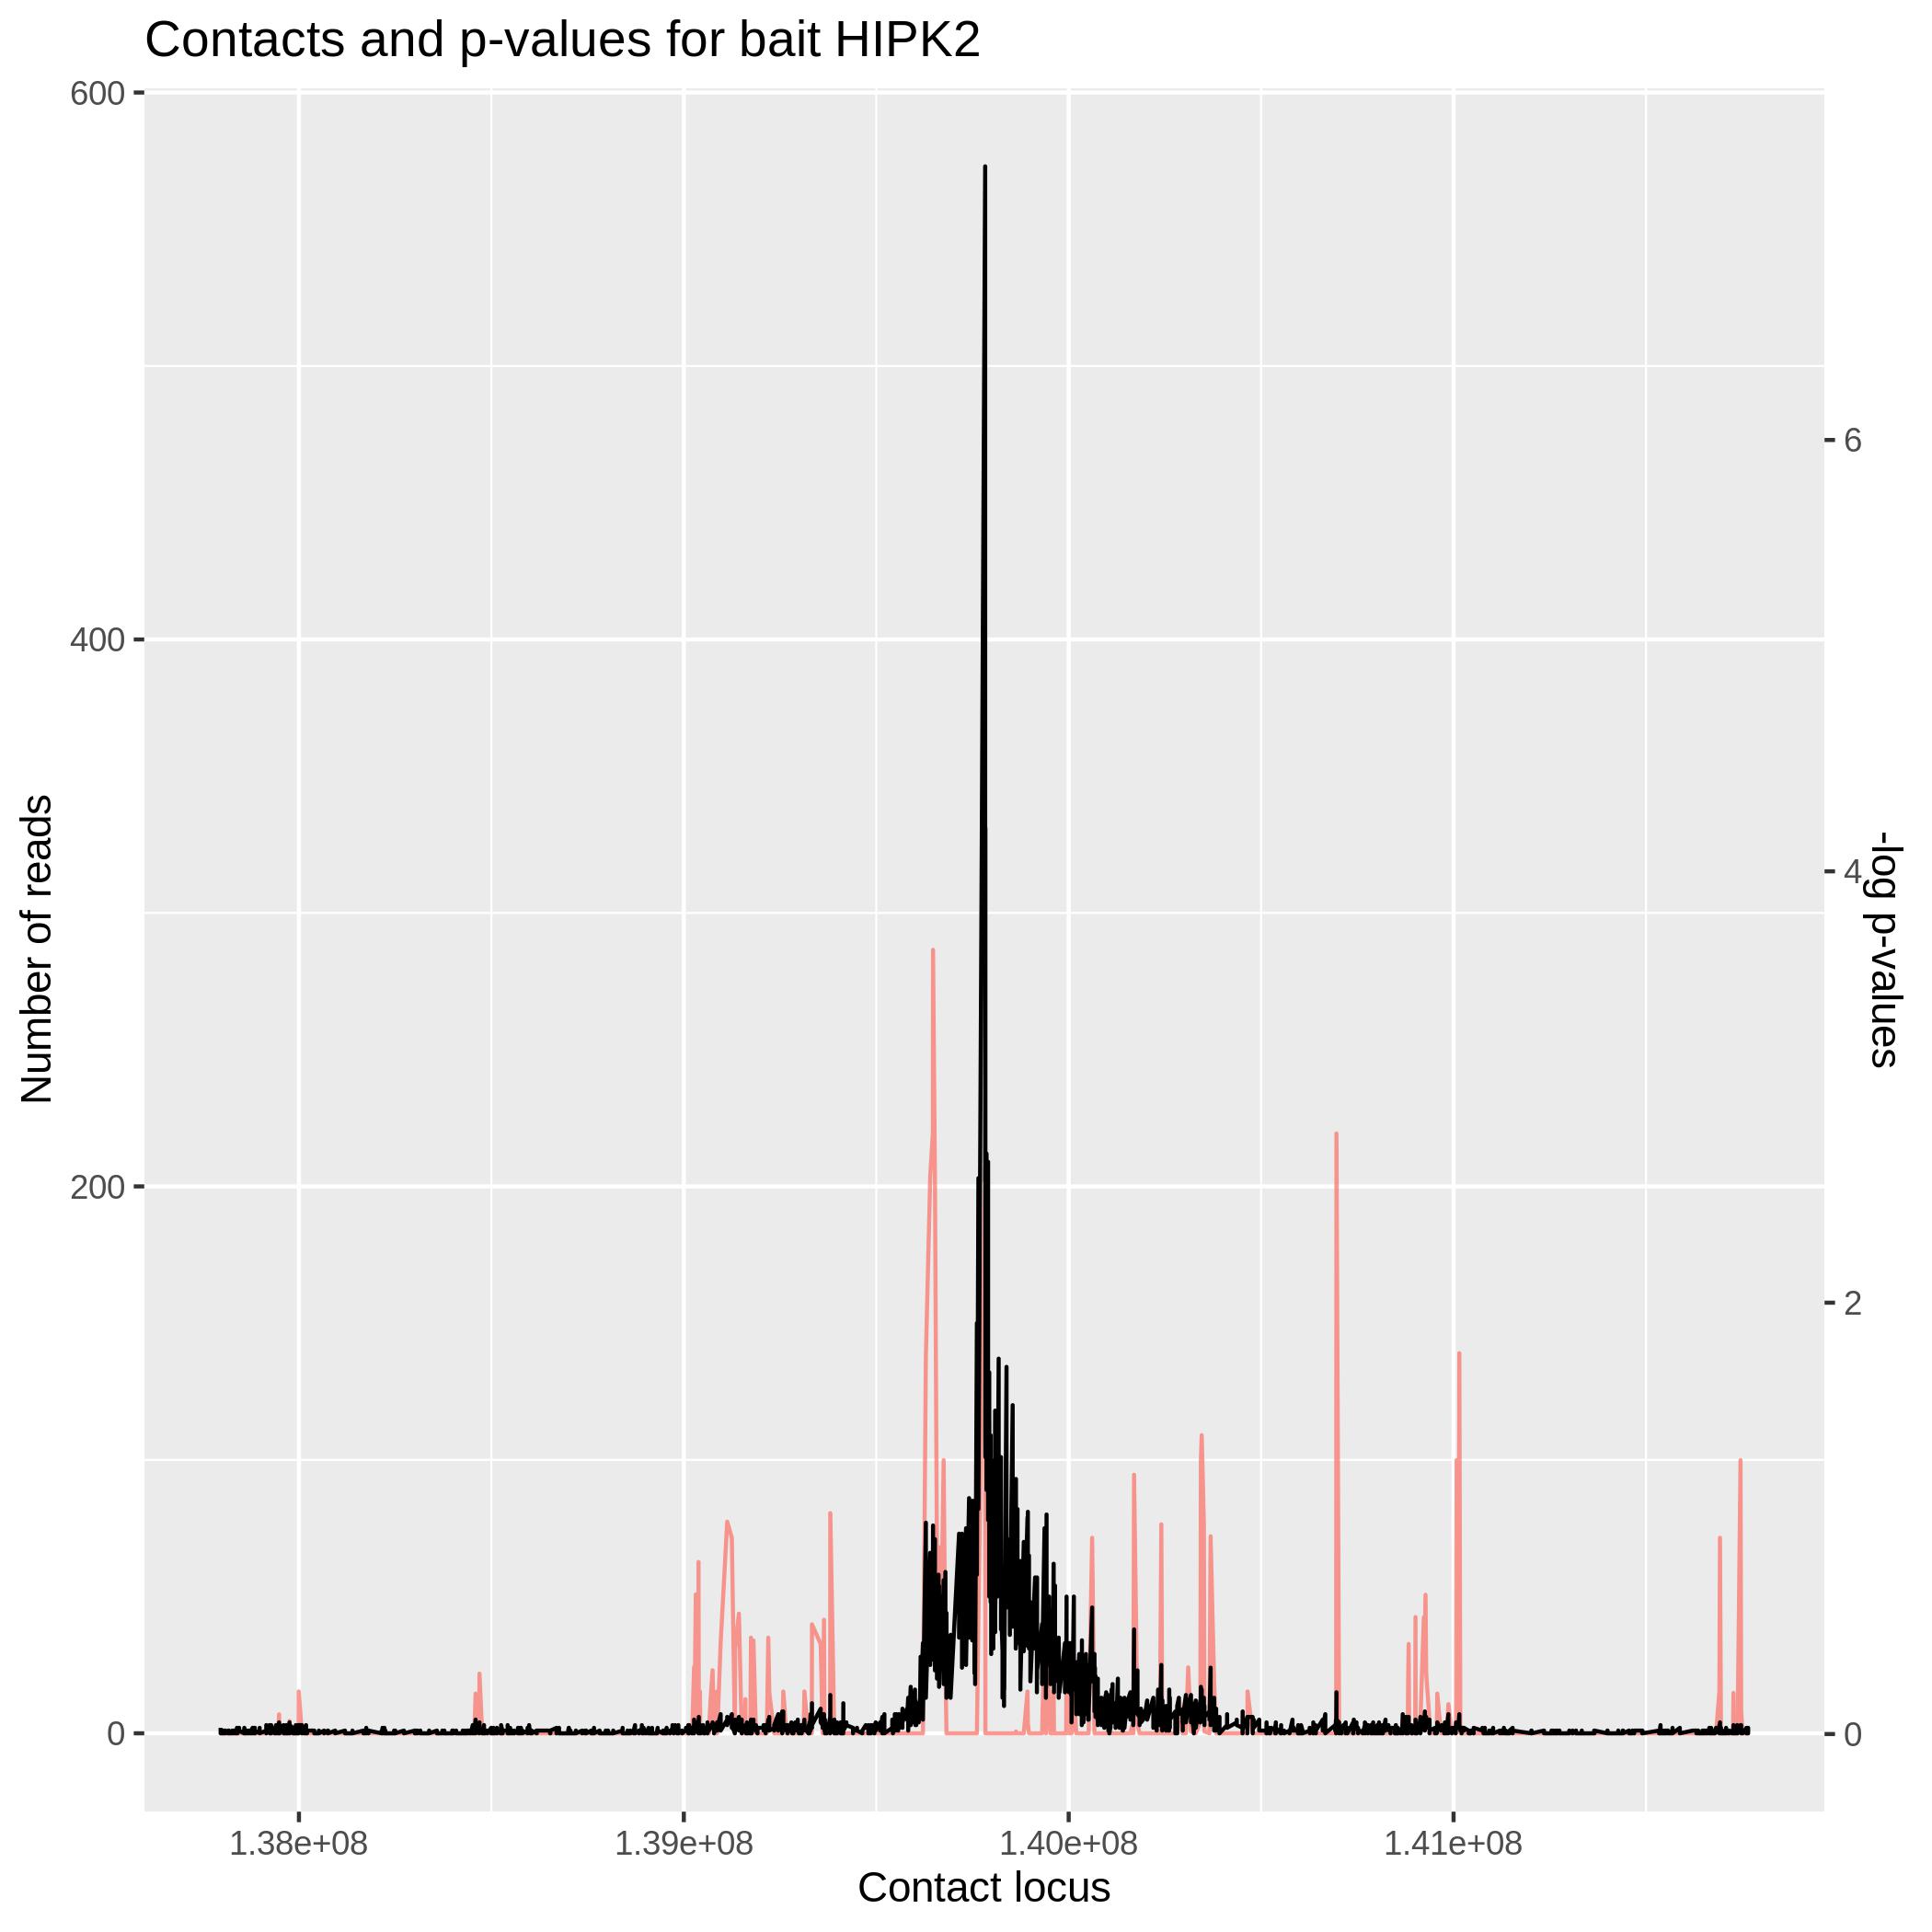 Contacts and p-values for bait HIPK2
600
400
200
0
Number of reads
6
4
2
0
-log p-values
1.38e+08
1.39e+08
1.40e+08
1.41e+08
Contact locus